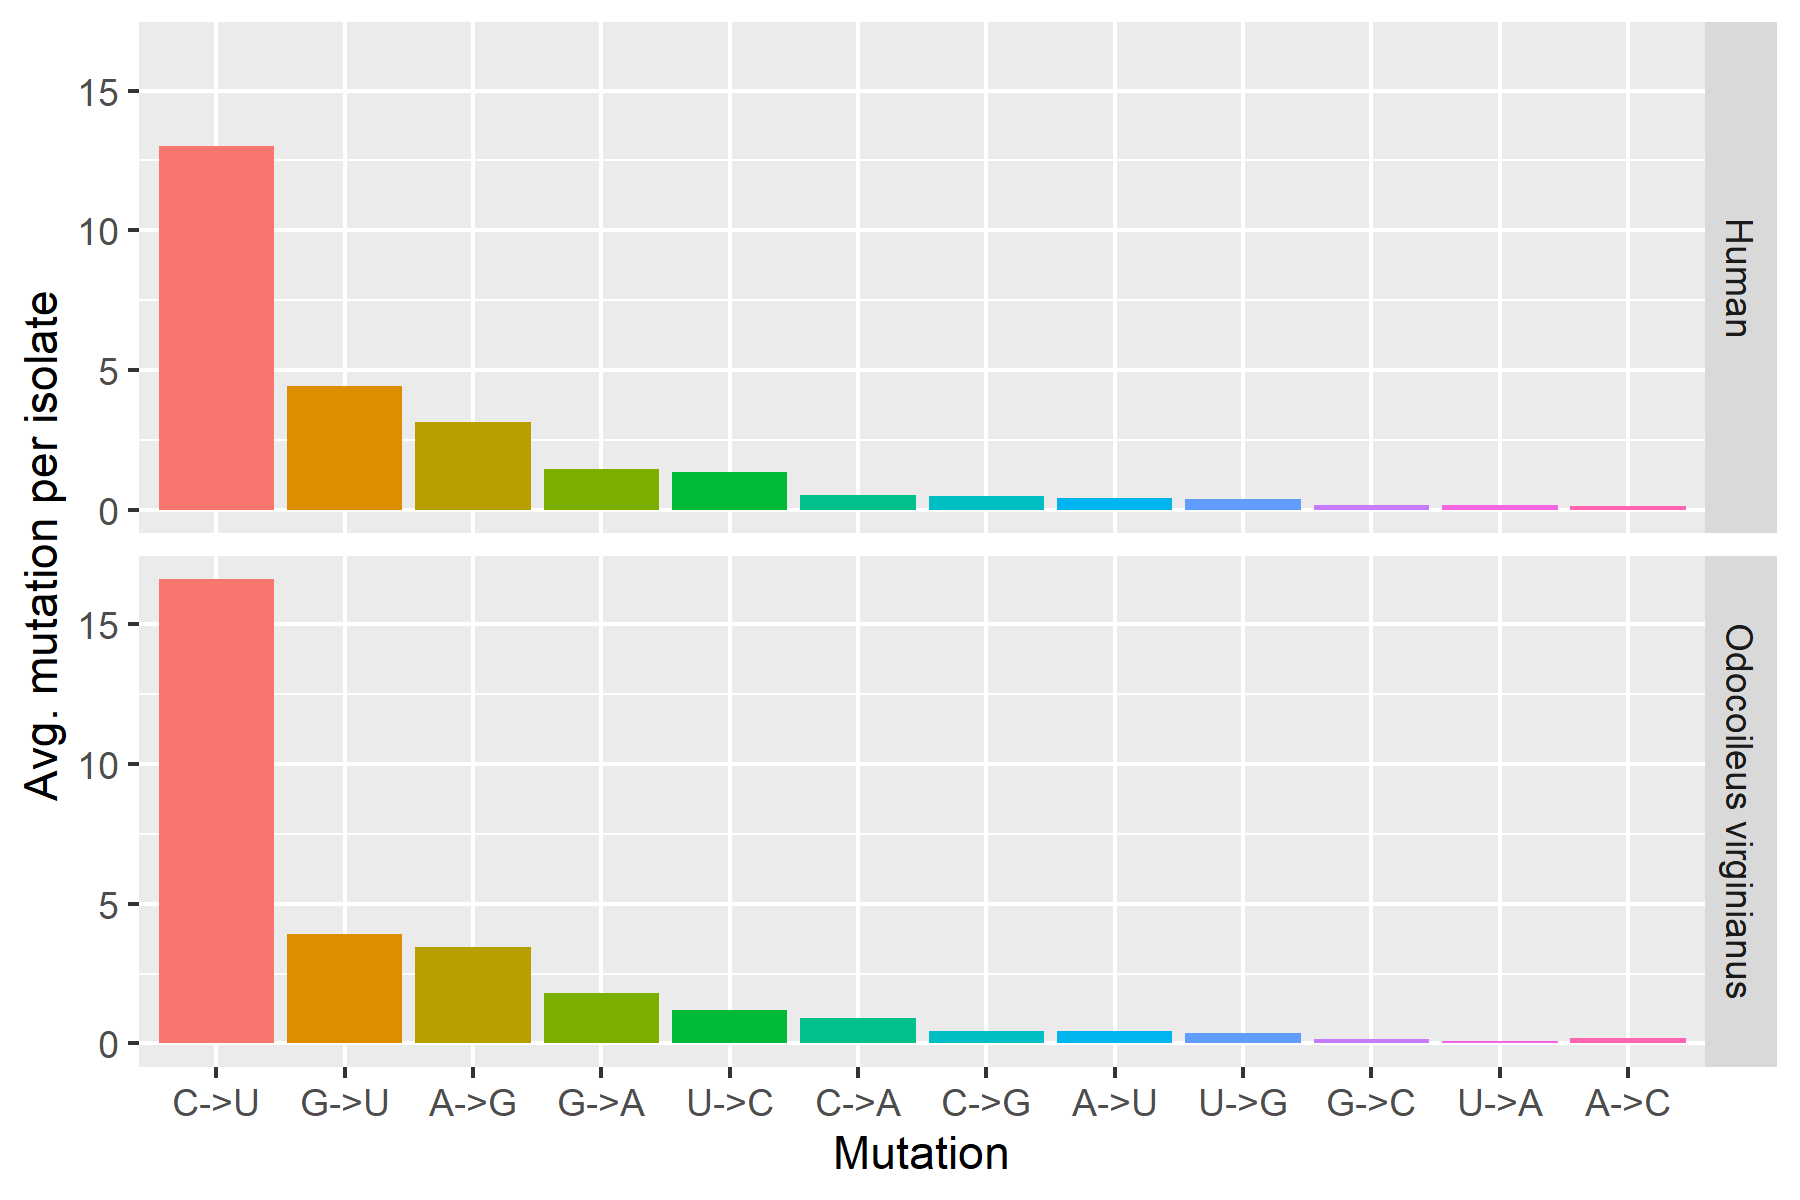 Avg. mutation per isolate
15
10
5
0
Human
15
10
5
0
Odocoileus virginianus
C->U G->U A->G G->A U->C C->A C->G A->U U->G G->C U->A A->C
Mutation